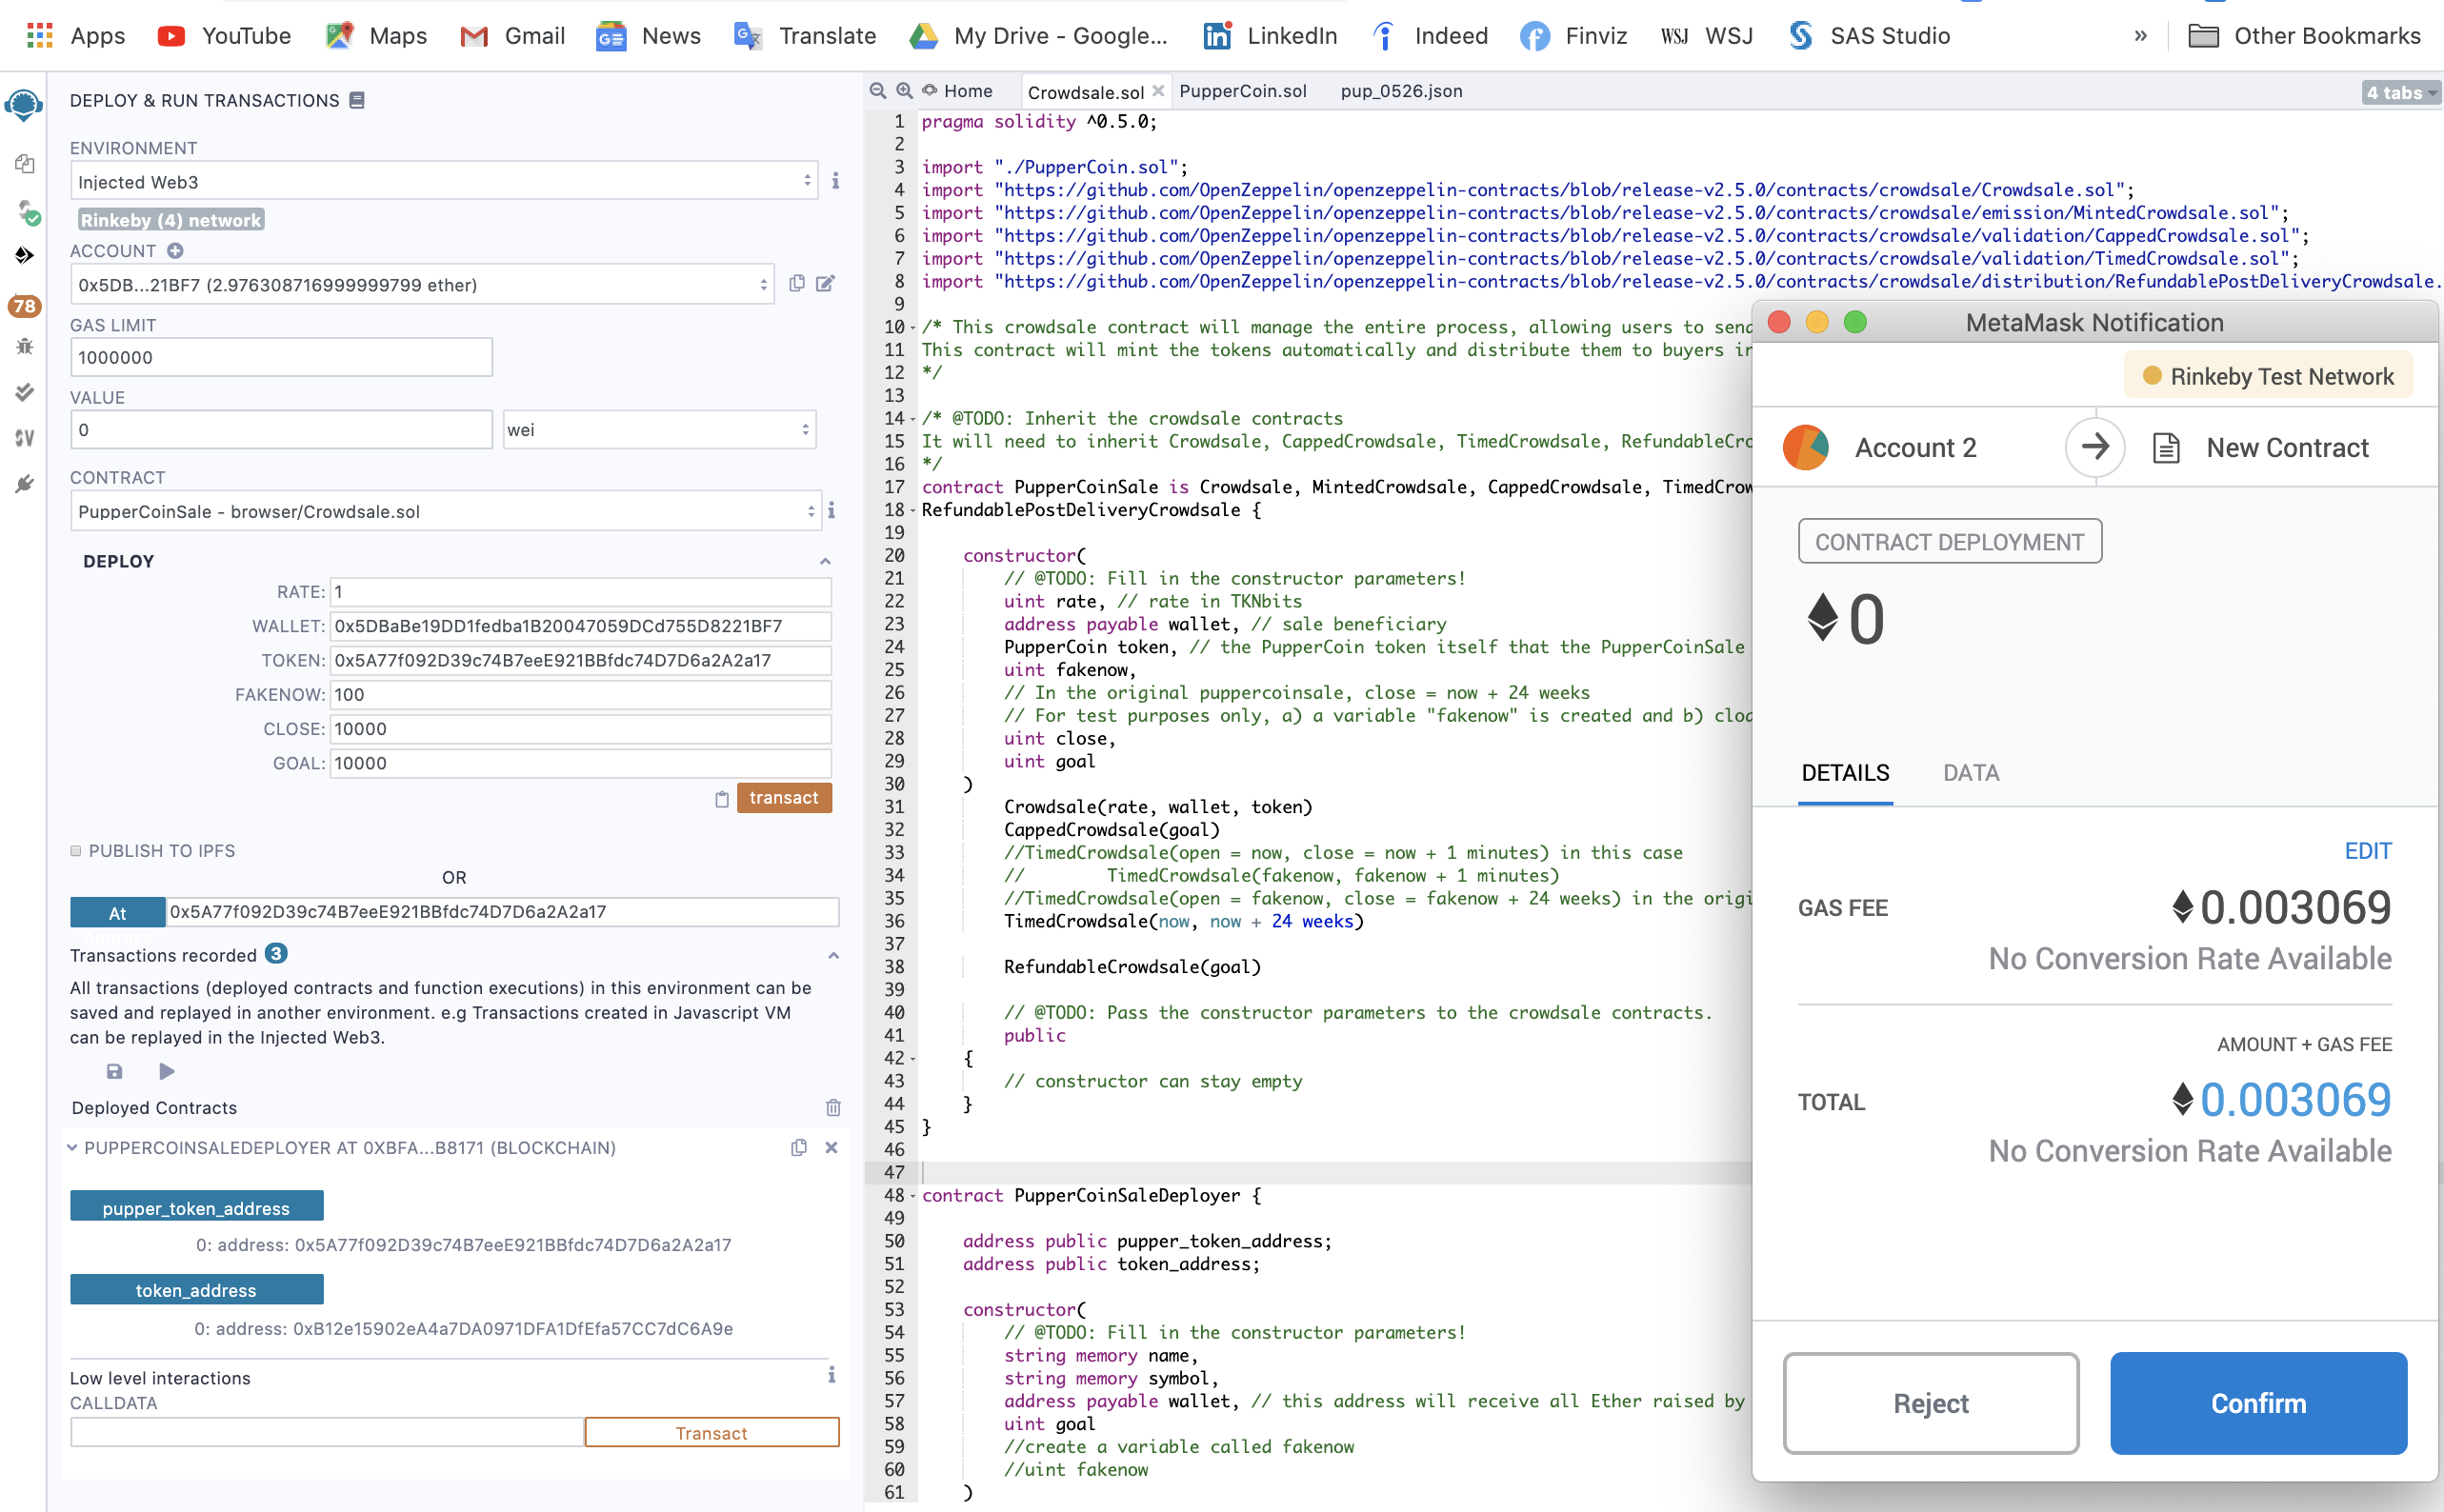 Apps YouTube Maps Gmail News Translate My Drive - Google... LinkedIn Indeed Finviz WSJ WSJ SAS Studio » Other Bookmarks
DEPLOY & RUN TRANSACTIONS
ENVIRONMENT
Injected Web3
Rinkeby (4) network
ACCOUNT
0x5DB...21BF7 (2.976308716999999799 ether)
78
GAS LIMIT
1000000
VALUE
0
wei
CONTRACT
PupperCoinSale - browser/Crowdsale.sol
DEPLOY
RATE: 1
WALLET: 0x5DBaBe19DD1fedba1B20047059DCd755D8221BF7
TOKEN: 0x5A77f092D39c74B7eeE921BBfdc74D7D6a2A2a17
FAKENOW: 100
CLOSE: 10000
GOAL: 10000
transact
PUBLISH TO IPFS
OR
At 0x5A77f092D39c74B7eeE921BBfdc74D7D6a2A2a17
Transactions recorded 3
All transactions (deployed contracts and function executions) in this environment can be
saved and replayed in another environment. e.g Transactions created in Javascript VM
can be replayed in the Injected Web3.
Deployed Contracts
PUPPERCOINSALEDEPLOYER AT 0XBFA...B8171 (BLOCKCHAIN)
pupper_token_address
0: address: 0x5A77f092D39c74B7eeE921BBfdc74D7D6a2A2a17
token_address
0: address: 0xB12e15902eA4a7DA0971DFA1DfEfa57CC7dC6A9e
Low level interactions
CALLDATA
Transact
Home Crowdsale.sol PupperCoin.sol pup_0526.json 4 tabs
1 pragma solidity ^0.5.0;
2
3 import "./PupperCoin.sol";
4 import "https://github.com/OpenZeppelin/openzeppelin-contracts/blob/release-v2.5.0/contracts/crowdsale/Crowdsale.sol";
5 import "https://github.com/OpenZeppelin/openzeppelin-contracts/blob/release-v2.5.0/contracts/crowdsale/emission/MintedCrowdsale.sol";
6 import "https://github.com/OpenZeppelin/openzeppelin-contracts/blob/release-v2.5.0/contracts/crowdsale/validation/CappedCrowdsale.sol";
7 import "https://github.com/OpenZeppelin/openzeppelin-contracts/blob/release-v2.5.0/contracts/crowdsale/validation/TimedCrowdsale.sol";
8 import "https://github.com/OpenZeppelin/openzeppelin-contracts/blob/release-v2.5.0/contracts/crowdsale/distribution/RefundablePostDeliveryCrowdsale.
9
10 /* This crowdsale contract will manage the entire process, allowing users to send
11 This contract will mint the tokens automatically and distribute them to buyers in
12 */
13
14 /* @TODO: Inherit the crowdsale contracts
15 It will need to inherit Crowdsale, CappedCrowdsale, TimedCrowdsale, RefundableCro
16 */
17 contract PupperCoinSale is Crowdsale, MintedCrowdsale, CappedCrowdsale, TimedCrow
18 RefundablePostDeliveryCrowdsale {
19
20 constructor(
21 // @TODO: Fill in the constructor parameters!
22 uint rate, // rate in TKNbits
23 address payable wallet, // sale beneficiary
24 PupperCoin token, // the PupperCoin token itself that the PupperCoinSale
25 uint fakenow,
26 // In the original puppercoinsale, close = now + 24 weeks
27 // For test purposes only, a) a variable "fakenow" is created and b) cloa
28 uint close,
29 uint goal
30 )
31 Crowdsale(rate, wallet, token)
32 CappedCrowdsale(goal)
33 //TimedCrowdsale(open = now, close = now + 1 minutes) in this case
34 // TimedCrowdsale(fakenow, fakenow + 1 minutes)
35 //TimedCrowdsale(open = fakenow, close = fakenow + 24 weeks) in the origi
36 TimedCrowdsale(now, now + 24 weeks)
37
38 RefundableCrowdsale(goal)
39
40 // @TODO: Pass the constructor parameters to the crowdsale contracts.
41 public
42 {
43 // constructor can stay empty
44 }
45 }
46
47
48 contract PupperCoinSaleDeployer {
49
50 address public pupper_token_address;
51 address public token_address;
52
53 constructor(
54 // @TODO: Fill in the constructor parameters!
55 string memory name,
56 string memory symbol,
57 address payable wallet, // this address will receive all Ether raised by
58 uint goal
59 //create a variable called fakenow
60 //uint fakenow
61 )
MetaMask Notification
Rinkeby Test Network
Account 2
New Contract
CONTRACT DEPLOYMENT
0
DETAILS DATA
EDIT
GAS FEE 0.003069
No Conversion Rate Available
AMOUNT + GAS FEE
TOTAL 0.003069
No Conversion Rate Available
Reject
Confirm